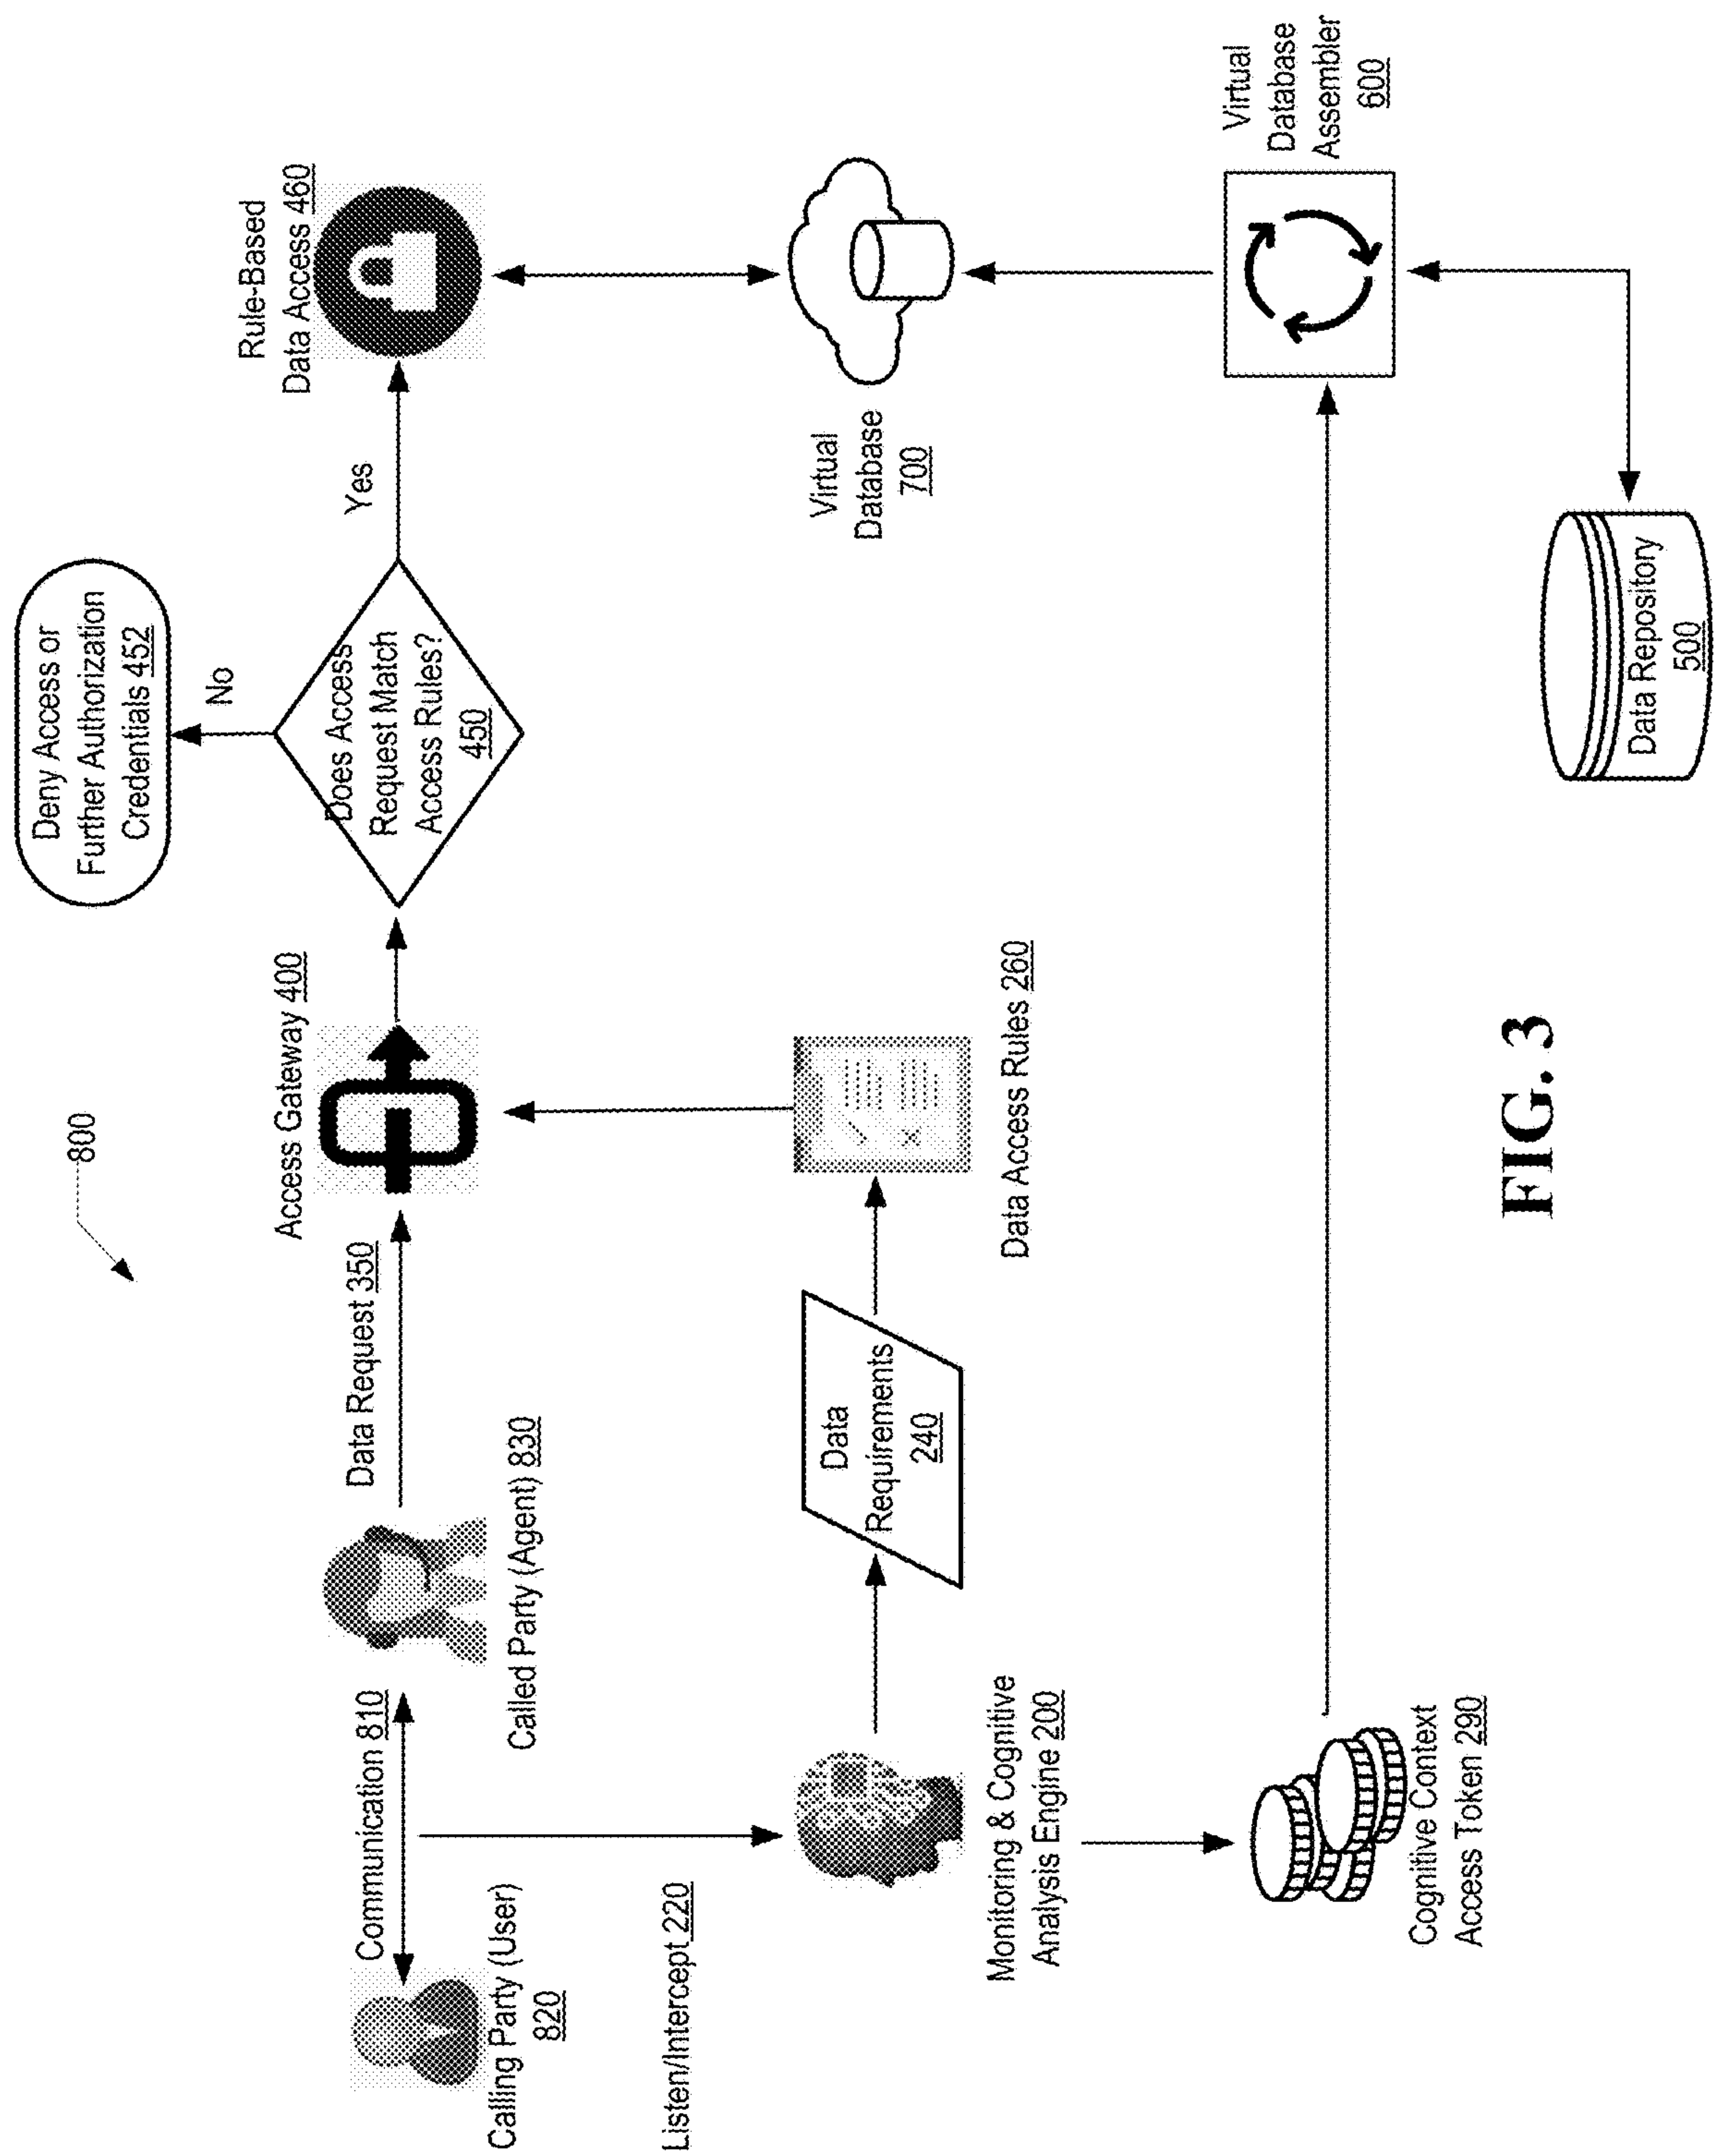 800
Deny Access or
Further Authorization
Credentials 452
No
Calling Party (User)
820
Communication 810
Called Party (Agent) 830
Data Request 350
Access Gateway 400
Does Access
Request Match
Access Rules?
450
Yes
Rule-Based
Data Access 460
Listen/Intercept 220
Monitoring & Cognitive
Analysis Engine 200
Data
Requirements
240
Data Access Rules 260
Virtual
Database
700
Cognitive Context
Access Token 290
Virtual
Database
Assembler
600
Data Repository
500
FIG. 3